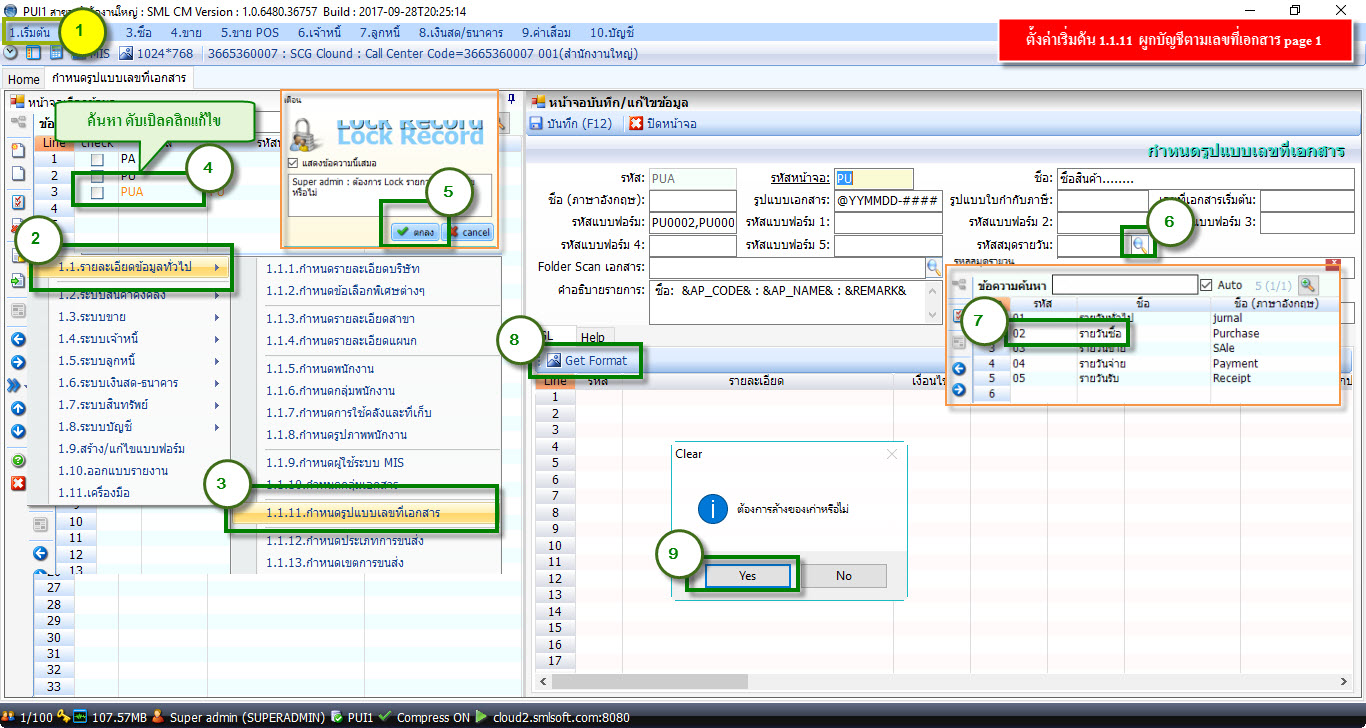 PUI1 สาย
งานใหญ่ : SML CM Version : 1.0.6480.36757 Build : 2017-09-28T20:25:14
1.เริ่มต้น 1 3.ซื้อ 4.ขาย 5.ขาย POS 6.เจ้าหนี้ 7.ลูกหนี้ 8.เงินสด/ธนาคาร 9.ค่าเสื่อม 10.บัญชี
MIS 1024*768 3665360007 : SCG Clound : Call Center Code=3665360007 001(สำนักงานใหญ่)
ตั้งค่าเริ่มต้น 1.1.11 ผูกบัญชีตามเลขที่เอกสาร page 1
Home กำหนดรูปแบบเลขที่เอกสาร
ค้นหา ดับเบิลคลิกแก้ไข
Line check
1 PA
2 PU
3 PUA
4
4
เตือน
Lock Record
Lock Record
แสดงข้อความนี้เสมอ
Super admin : ต้องการ Lock รายการ
หรือไม่
5
ตกลง cancel
2
1.1.รายละเอียดข้อมูลทั่วไป
1.2.ระบบสินค้าคงคลัง
1.3.ระบบขาย
1.4.ระบบเจ้าหนี้
1.5.ระบบลูกหนี้
1.6.ระบบเงินสด-ธนาคาร
1.7.ระบบสินทรัพย์
1.8.ระบบบัญชี
1.9.สร้าง/แก้ไขแบบฟอร์ม
1.10.ออกแบบรายงาน
1.11.เครื่องมือ
1.1.1.กำหนดรายละเอียดบริษัท
1.1.2.กำหนดข้อเลือกพิเศษต่างๆ
1.1.3.กำหนดรายละเอียดสาขา
1.1.4.กำหนดรายละเอียดแผนก
1.1.5.กำหนดพนักงาน
1.1.6.กำหนดกลุ่มพนักงาน
1.1.7.กำหนดการใช้คลังและที่เก็บ
1.1.8.กำหนดรูปภาพพนักงาน
1.1.9.กำหนดผู้ใช้ระบบ MIS
1.1.10.กำหนดกลุ่มเอกสาร
3
1.1.11.กำหนดรูปแบบเลขที่เอกสาร
1.1.12.กำหนดประเภทการขนส่ง
1.1.13.กำหนดเขตการขนส่ง
10
11
12
13
27
28
29
30
31
32
33
หน้าจอบันทึก/แก้ไขข้อมูล
บันทึก (F12) ปิดหน้าจอ
กำหนดรูปแบบเลขที่เอกสาร
รหัส: PUA รหัสหน้าจอ: PU ชื่อ: ซื้อสินค้า........
ชื่อ (ภาษาอังกฤษ): รูปแบบเอกสาร: @YYMMDD-#### รูปแบบใบกำกับภาษี: เลขที่เอกสารเริ่มต้น:
รหัสแบบฟอร์ม: PU0002,PU000 รหัสแบบฟอร์ม 1: รหัสแบบฟอร์ม 2: แบบฟอร์ม 3:
6
รหัสแบบฟอร์ม 4: รหัสแบบฟอร์ม 5: รหัสสมุดรายวัน:
Folder Scan เอกสาร:
คำอธิบายรายการ: ซื้อ: &AP_CODE& : &AP_NAME& : &REMARK&
รหัสสมุดรายวัน
ข้อความค้นหา Auto 5 (1/1)
รหัส ชื่อ ชื่อ (ภาษาอังกฤษ)
01 รายวันทั่วไป jurnal
7
02 รายวันซื้อ Purchase
3 03 รายวันขาย SAle
4 04 รายวันจ่าย Payment
5 05 รายวันรับ Receipt
6
8
GL Help
Get Format
Line รหัส รายละเอียด
1
2
3
4
5
6
7
8
9
10
11
12
13
14
15
16
17
Clear
ต้องการล้างของเก่าหรือไม่
9
Yes No
1/100 107.57MB Super admin (SUPERADMIN) PUI1 Compress ON cloud2.smlsoft.com:8080